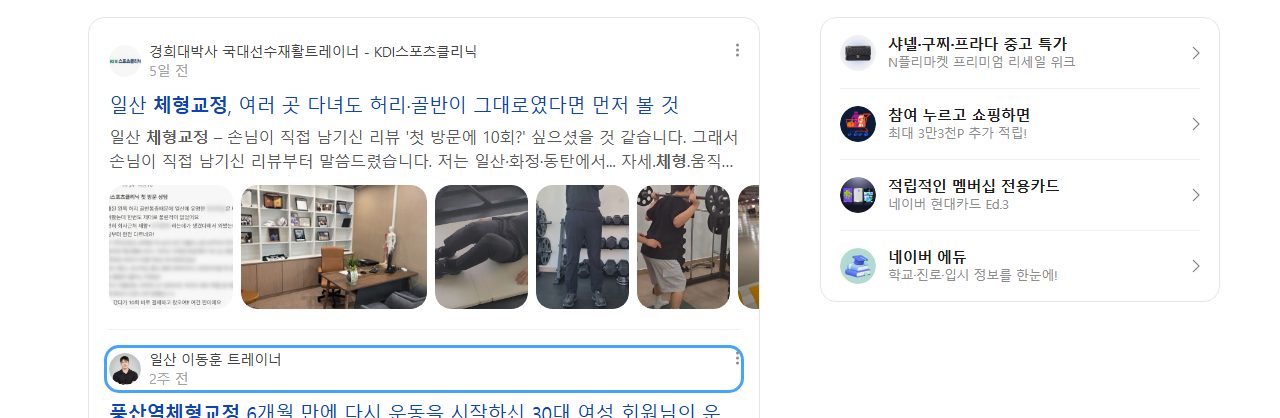 경희대박사 국대선수재활트레이너 - KDI스포츠클리닉
5일 전
일산 체형교정, 여러 곳 다녀도 허리·골반이 그대로였다면 먼저 볼 것
일산 체형교정 – 손님이 직접 남기신 리뷰 '첫 방문에 10회?' 싶으셨을 것 같습니다. 그래서
손님이 직접 남기신 리뷰부터 말씀드렸습니다. 저는 일산·화정·동탄에서... 자세.체형.움직...
스포츠클리닉 첫 방문 상담
일산 이동훈 트레이너
2주 전
풍산역체형교정 6개월 만에 다시 운동을 시작하신 30대 여성 회원님의 운
샤넬·구찌·프라다 중고 특가
N플리마켓 프리미엄 리세일 위크
참여 누르고 쇼핑하면
최대 3만3천P 추가 적립!
적립적인 멤버십 전용카드
네이버 현대카드 Ed.3
네이버 에듀
학교·진로·입시 정보를 한눈에!